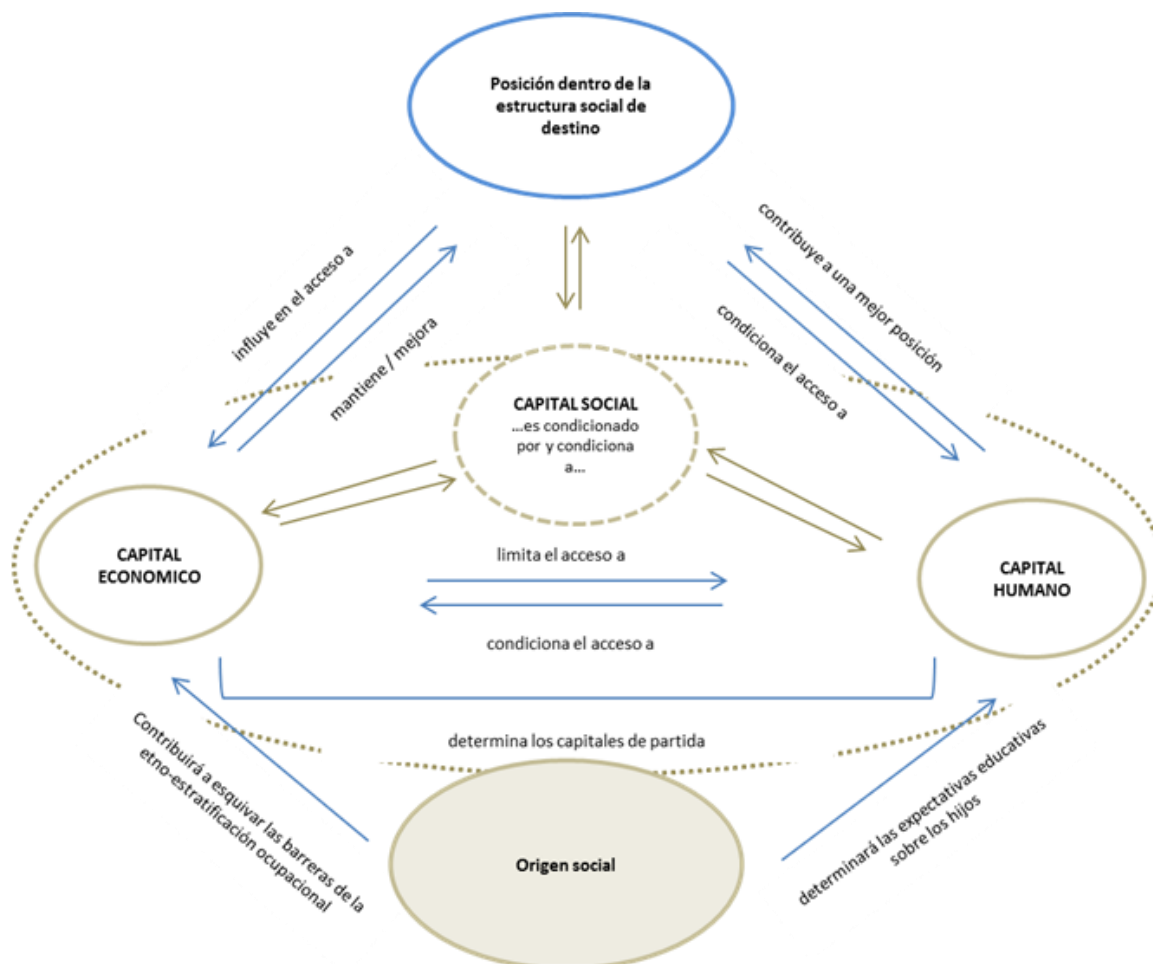 Posición dentro de la
estructura social de
destino
influye en el acceso a
mantiene / mejora
contribuye a una mejor posición
condiciona el acceso a
CAPITAL SOCIAL
…es condicionado
por y condiciona
a…
CAPITAL
ECONOMICO
limita el acceso a
condiciona el acceso a
CAPITAL
HUMANO
determina los capitales de partida
Contribuirá a esquivar las barreras de la
etno-estratificación ocupacional
Origen social
determinará las expectativas educativas
sobre los hijos